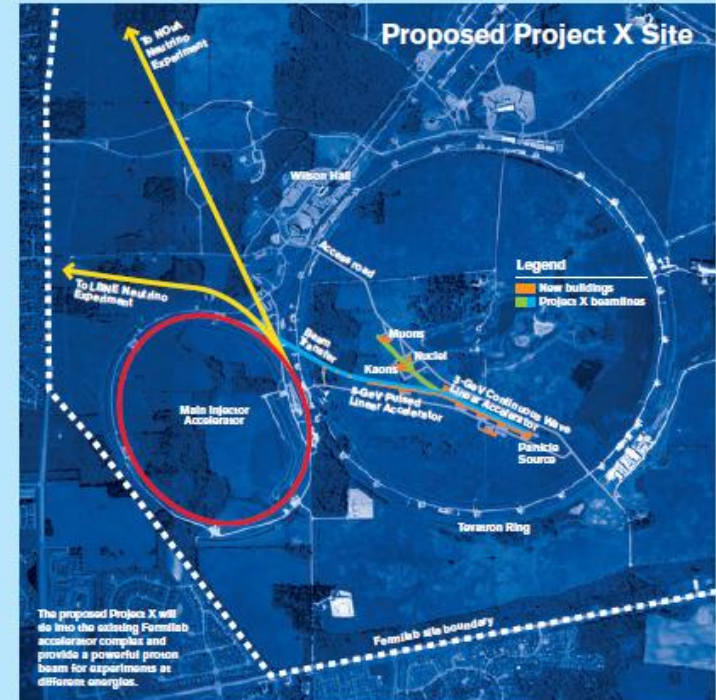 Proposed Project X Site
To NOvA
Neutrino
Experiment
Wilson Hall
Access road
To LBNE Neutrino
Experiment
Legend
New buildings
Project X beamlines
Beam
Transfer
Muons
Nuclei
Kaons
3-GeV Continuous Wave
Linear Accelerator
8-GeV Pulsed
Linear Accelerator
Main Injector
Accelerator
Particle
Source
Tevatron Ring
The proposed Project X will
tie into the existing Fermilab
accelerator complex and
provide a powerful proton
beam for experiments at
different energies.
Fermilab site boundary